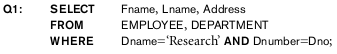 Q1: SELECT Fname, Lname, Address
FROM EMPLOYEE, DEPARTMENT
WHERE Dname=‘Research’ AND Dnumber=Dno;